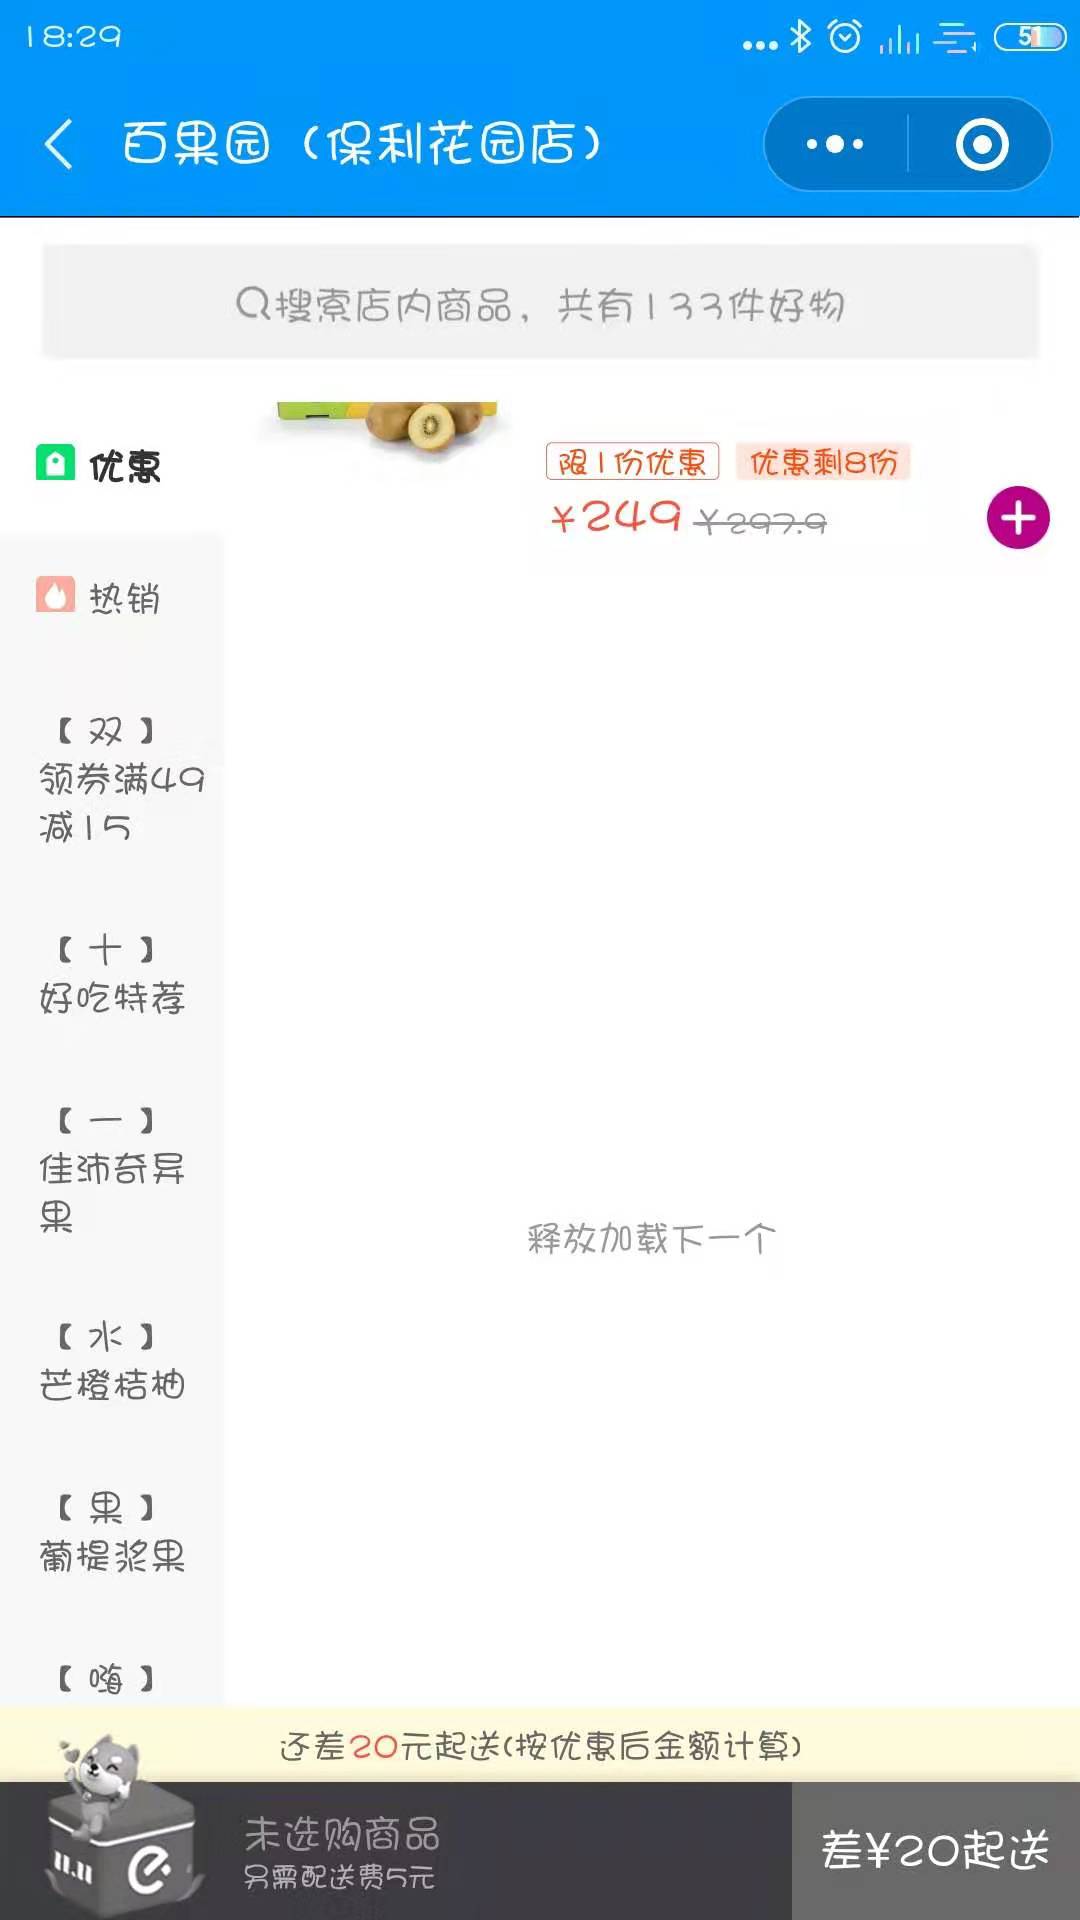 18:29
51
百果园（保利花园店）
搜索店内商品，共有133件好物
优惠
限1份优惠 优惠剩8份
¥249 ¥297.9
热销
【双】
领券满49
减15
【十】
好吃特荐
【一】
佳沛奇异
果
释放加载下一个
【水】
芒橙桔柚
【果】
葡提浆果
【嗨】
还差20元起送(按优惠后金额计算)
11.11
未选购商品
另需配送费5元
差¥20起送